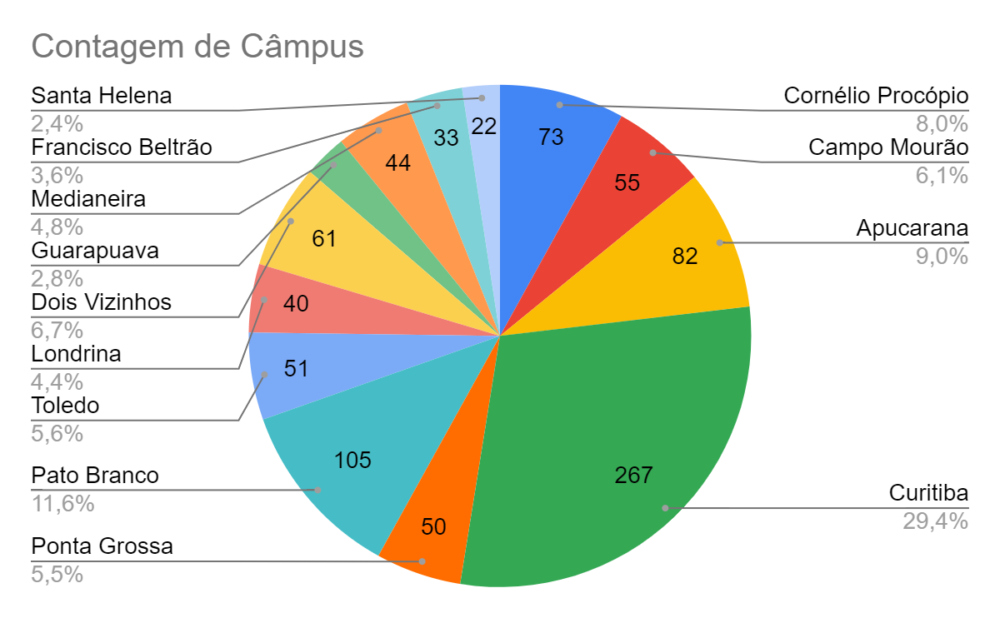 Contagem de Câmpus
Santa Helena
2,4%
Francisco Beltrão
3,6%
Medianeira
4,8%
Guarapuava
2,8%
Dois Vizinhos
6,7%
Londrina
4,4%
Toledo
5,6%
Pato Branco
11,6%
Ponta Grossa
5,5%
Cornélio Procópio
8,0%
Campo Mourão
6,1%
Apucarana
9,0%
Curitiba
29,4%
73
55
82
267
50
105
51
40
61
44
33
22